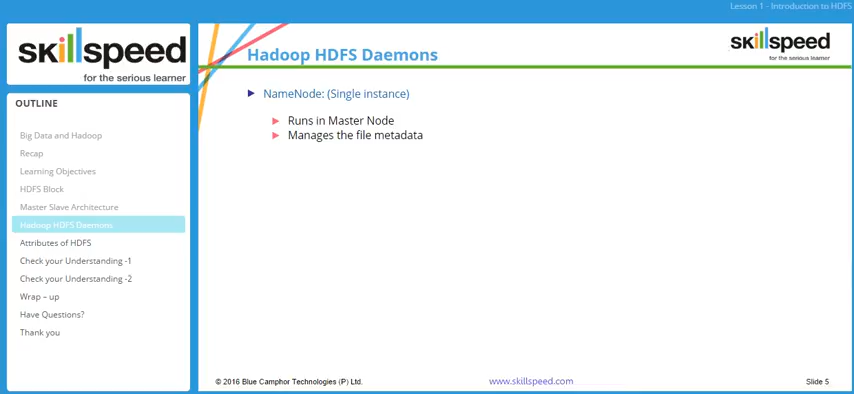 Lesson 1 - Introduction to HDFS
skillspeed
for the serious learner
OUTLINE
Big Data and Hadoop
Recap
Learning Objectives
HDFS Block
Master Slave Architecture
Hadoop HDFS Daemons
Attributes of HDFS
Check your Understanding -1
Check your Understanding -2
Wrap – up
Have Questions?
Thank you
Hadoop HDFS Daemons
skillspeed
for the serious learner
NameNode: (Single instance)
Runs in Master Node
Manages the file metadata
© 2016 Blue Camphor Technologies (P) Ltd.
www.skillspeed.com
Slide 5